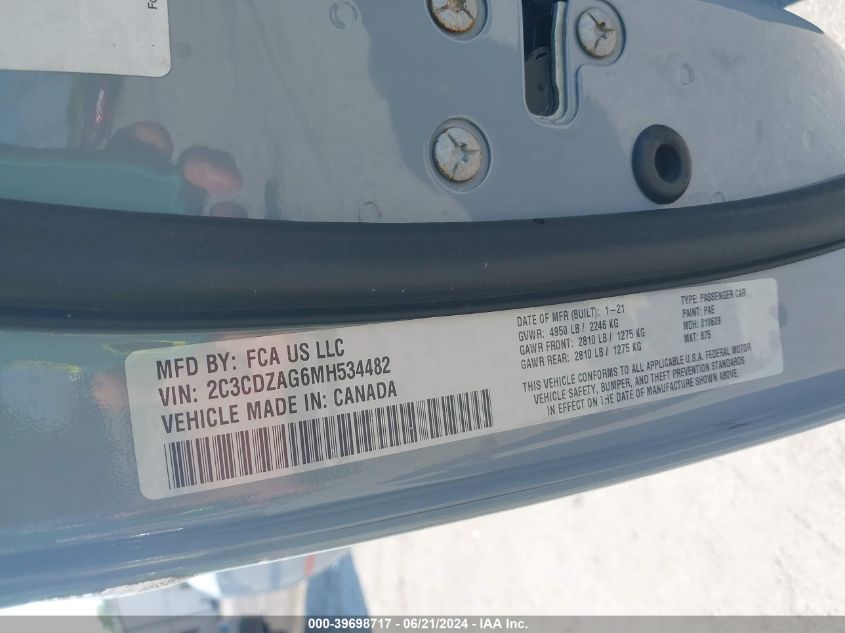 Fo
MFD BY: FCA US LLC
VIN: 2C3CDZAG6MH534482
VEHICLE MADE IN: CANADA
DATE OF MFR (BUILT): 1-21
GVWR: 4950 LB / 2246 KG
GAWR FRONT: 2810 LB / 1275 KG
GAWR REAR: 2810 LB / 1275 KG
TYPE: PASSENGER CAR
PAINT: PAE
MDH: 010609
MKT: 875
THIS VEHICLE CONFORMS TO ALL APPLICABLE U.S.A. FEDERAL MOTOR
VEHICLE SAFETY, BUMPER, AND THEFT PREVENTION STANDARDS
IN EFFECT ON THE DATE OF MANUFACTURE SHOWN ABOVE.
000-39698717 - 06/21/2024 - IAA Inc.